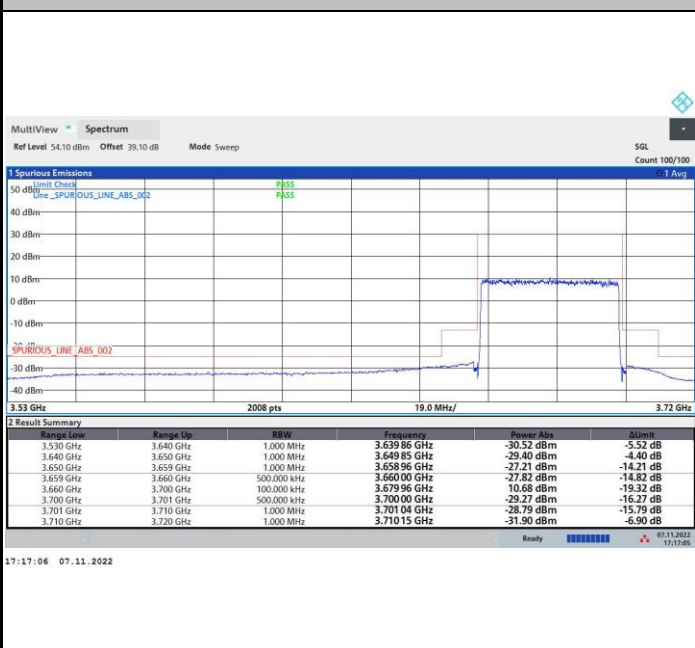 MultiView Spectrum
Ref Level 54.10 dBm Offset 39.10 dB Mode Sweep SGL
Count 100/100
1 Spurious Emissions 1 Avg
Limit Check PASS
Line _SPURIOUS_LINE_ABS_002 PASS
50 dBm
40 dBm
30 dBm
20 dBm
10 dBm
0 dBm
-10 dBm
-20 dBm
SPURIOUS_LINE_ABS_002
-30 dBm
-40 dBm
3.53 GHz 2008 pts 19.0 MHz/ 3.72 GHz
2 Result Summary
Range Low Range Up RBW Frequency Power Abs ΔLimit
3.530 GHz 3.640 GHz 1.000 MHz 3.639 86 GHz -30.52 dBm -5.52 dB
3.640 GHz 3.650 GHz 1.000 MHz 3.649 85 GHz -29.40 dBm -4.40 dB
3.650 GHz 3.659 GHz 1.000 MHz 3.658 96 GHz -27.21 dBm -14.21 dB
3.659 GHz 3.660 GHz 500.000 kHz 3.660 00 GHz -27.82 dBm -14.82 dB
3.660 GHz 3.700 GHz 100.000 kHz 3.679 96 GHz 10.68 dBm -19.32 dB
3.700 GHz 3.701 GHz 500.000 kHz 3.700 00 GHz -29.27 dBm -16.27 dB
3.701 GHz 3.710 GHz 1.000 MHz 3.701 04 GHz -28.79 dBm -15.79 dB
3.710 GHz 3.720 GHz 1.000 MHz 3.710 15 GHz -31.90 dBm -6.90 dB
Ready 07.11.2022
17:17:05
17:17:06 07.11.2022